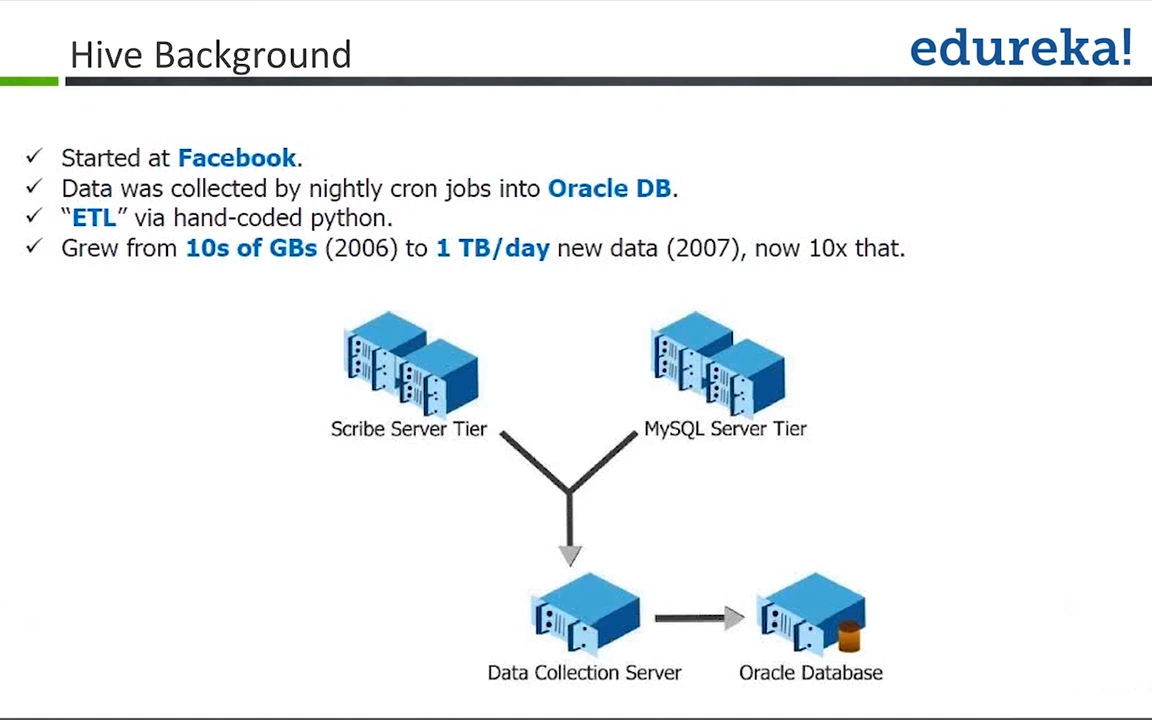 Hive Background
edureka!
Started at Facebook.
Data was collected by nightly cron jobs into Oracle DB.
“ETL” via hand-coded python.
Grew from 10s of GBs (2006) to 1 TB/day new data (2007), now 10x that.
Scribe Server Tier
MySQL Server Tier
Data Collection Server
Oracle Database